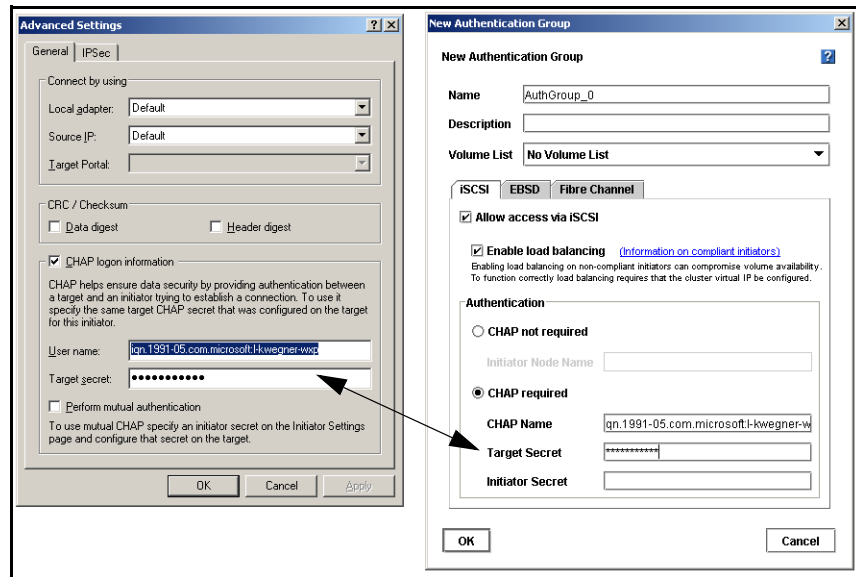 Advanced Settings
General
IPSec
Connect by using
Local adapter:
Default
Source IP:
Default
Target Portal:
CRC / Checksum
Data digest
Header digest
CHAP logon information
CHAP helps ensure data security by providing authentication between
a target and an initiator trying to establish a connection. To use it
specify the same target CHAP secret that was configured on the target
for this initiator.
User name:
iqn.1991-05.com.microsoft:l-kwegner-wxp
Target secret:
●●●●●●●●●●●
Perform mutual authentication
To use mutual CHAP specify an initiator secret on the Initiator Settings
page and configure that secret on the target.
OK
Cancel
Apply
New Authentication Group
New Authentication Group
Name
AuthGroup_0
Description
Volume List
No Volume List
iSCSI
EBSD
Fibre Channel
Allow access via iSCSI
Enable load balancing
(Information on compliant initiators)
Enabling load balancing on non-compliant initiators can compromise volume availability.
To function correctly load balancing requires that the cluster virtual IP be configured.
Authentication
CHAP not required
Initiator Node Name
CHAP required
CHAP Name
qn.1991-05.com.microsoft:l-kwegner-w
Target Secret
***********
Initiator Secret
OK
Cancel